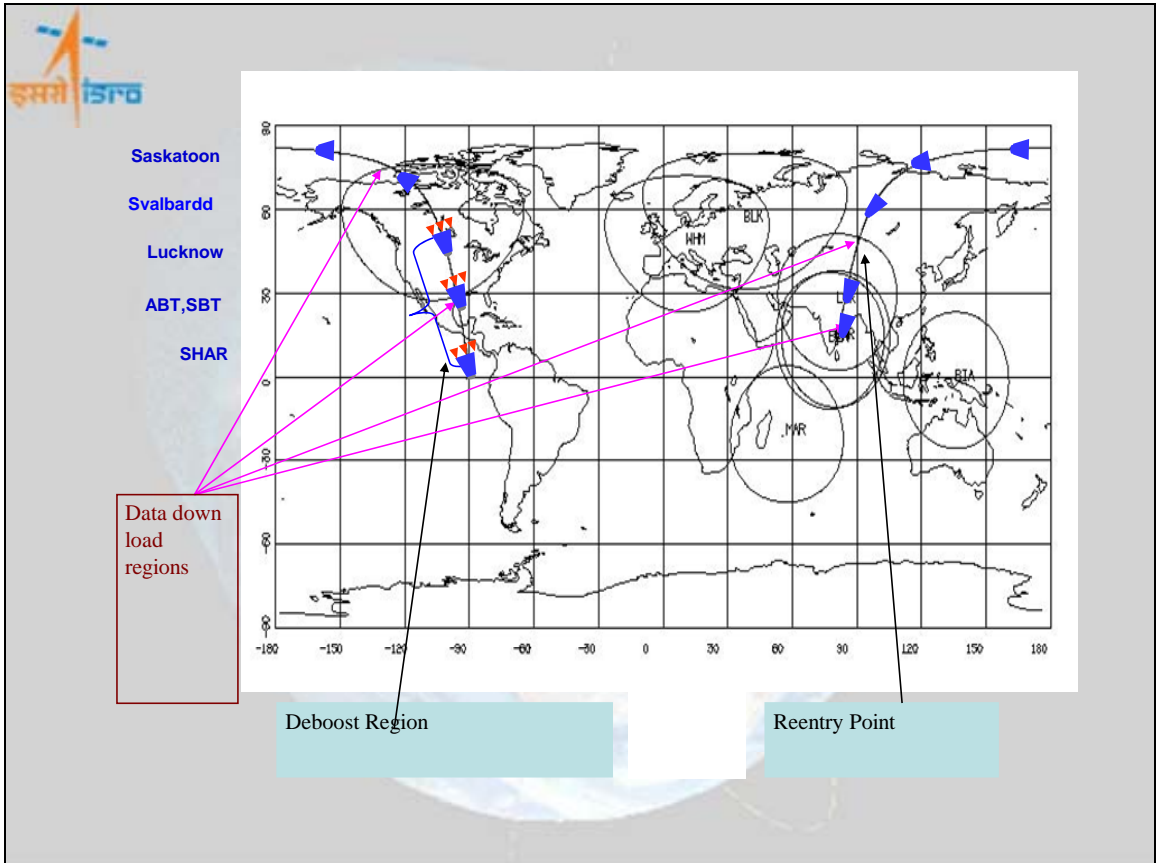 इसरो isro
Saskatoon
Svalbardd
Lucknow
ABT,SBT
SHAR
90
60
30
0
-30
-60
-90
BLK
WHM
BIA
MAR
-180 -150 -120 -90 -60 -30 0 30 60 90 120 150 180
Data down
load
regions
Deboost Region
Reentry Point